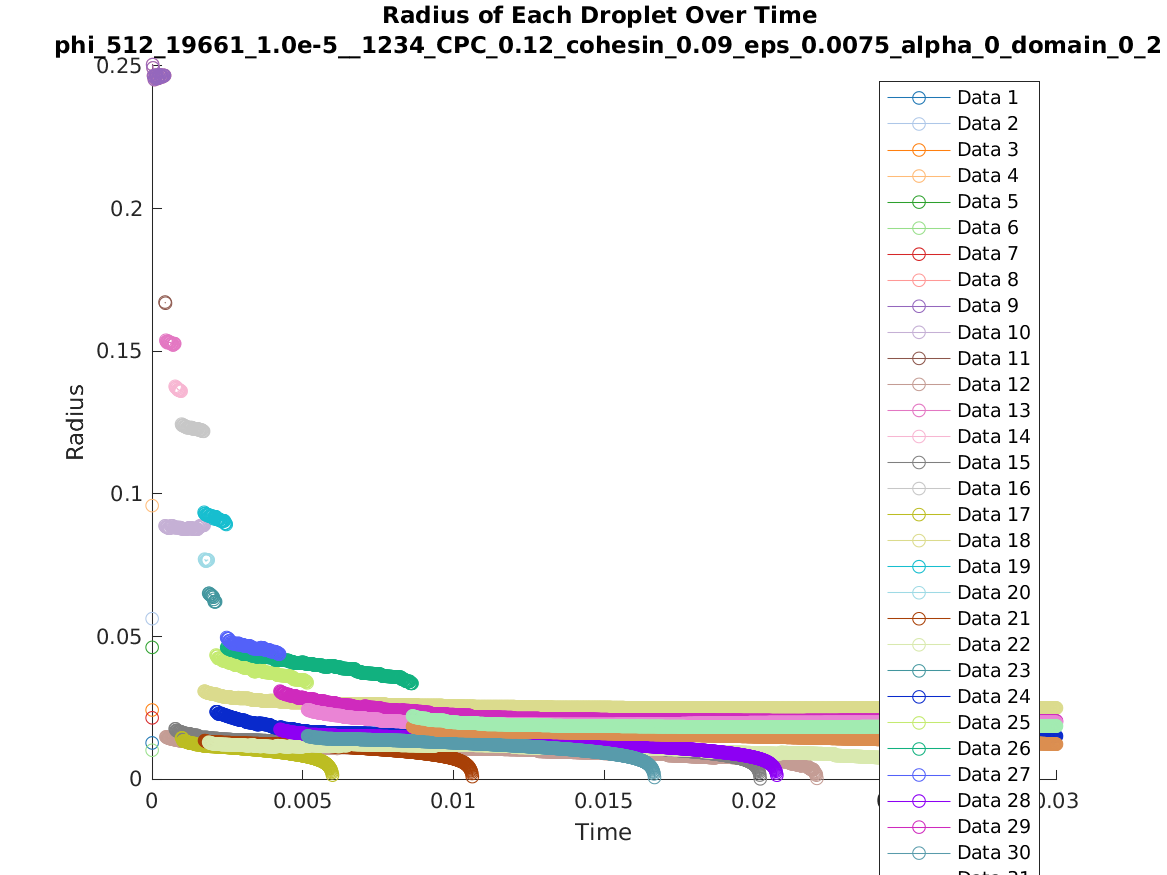 Radius of Each Droplet Over Time
phi_512_19661_1.0e-5__1234_CPC_0.12_cohesin_0.09_eps_0.0075_alpha_0_domain_0_2
0.25
0.2
0.15
0.1
0.05
0
Radius
0
0.005
0.01
0.015
0.02
0.03
Time
Data 1
Data 2
Data 3
Data 4
Data 5
Data 6
Data 7
Data 8
Data 9
Data 10
Data 11
Data 12
Data 13
Data 14
Data 15
Data 16
Data 17
Data 18
Data 19
Data 20
Data 21
Data 22
Data 23
Data 24
Data 25
Data 26
Data 27
Data 28
Data 29
Data 30